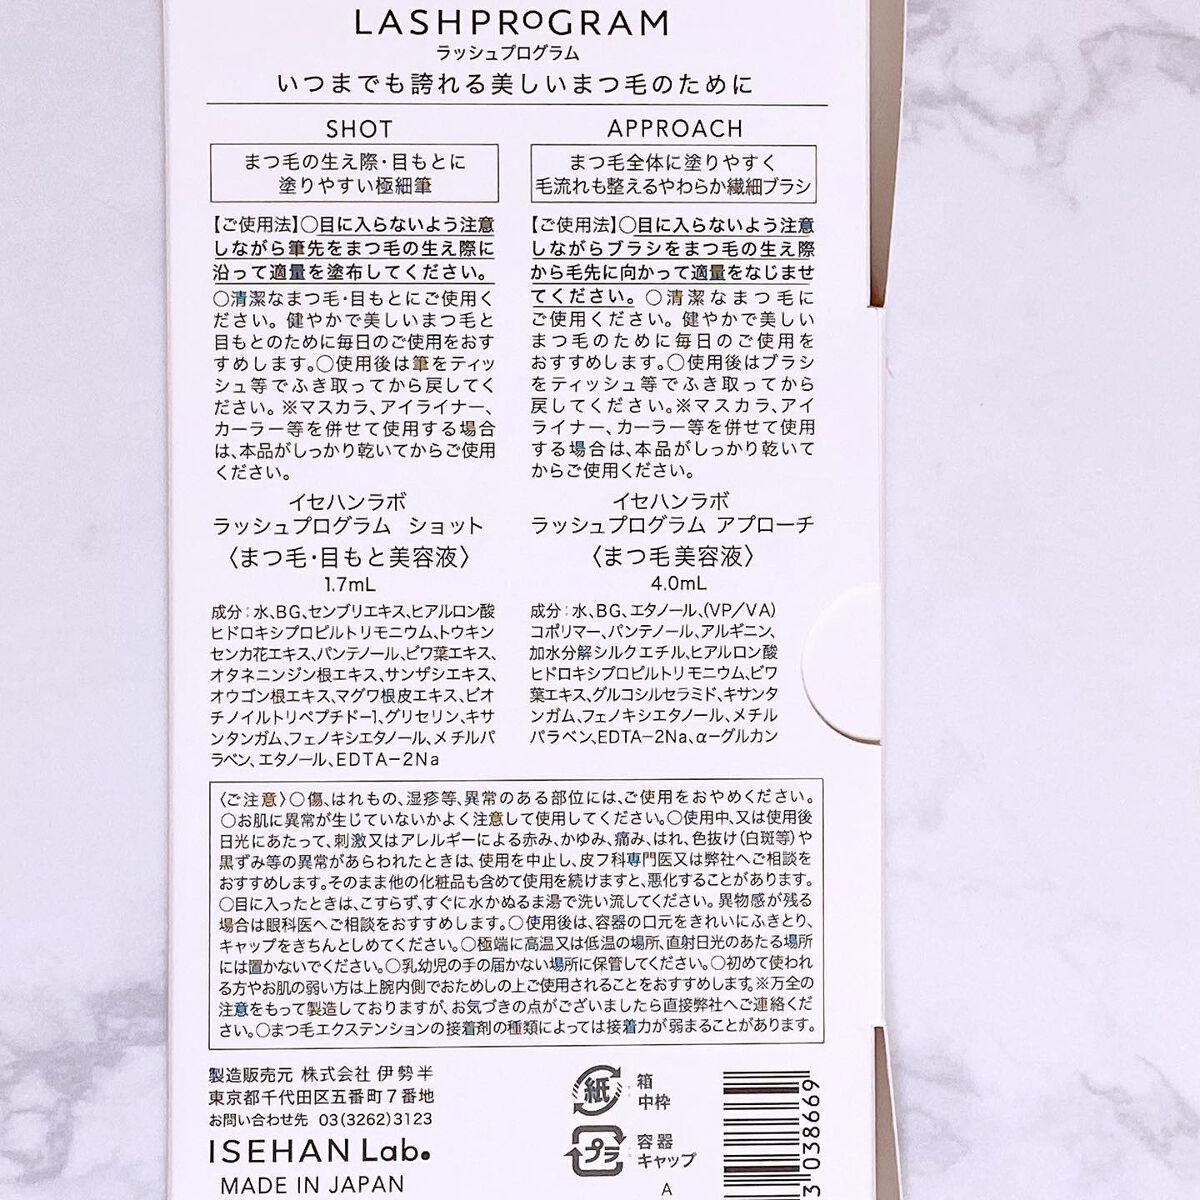 LASHPROGRAM
ラッシュプログラム
いつまでも誇れる美しいまつ毛のために
SHOT
まつ毛の生え際・目もとに
塗りやすい極細筆
【ご使用法】○目に入らないよう注意
しながら筆先をまつ毛の生え際に
沿って適量を塗布してください。
○清潔なまつ毛・目もとにご使用く
ださい。健やかで美しいまつ毛と
目もとのために毎日のご使用をおす
すめします。○使用後は筆をティッ
シュ等でふき取ってから戻してく
ださい。※マスカラ、アイライナー、
カーラー等を併せて使用する場合
は、本品がしっかり乾いてからご使用
ください。
イセハンラボ
ラッシュプログラム ショット
〈まつ毛・目もと美容液〉
1.7mL
成分：水、BG、センブリエキス、ヒアルロン酸
ヒドロキシプロピルトリモニウム、トウキン
センカ花エキス、パンテノール、ビワ葉エキス、
オタネニンジン根エキス、サンザシエキス、
オウゴン根エキス、マグワ根皮エキス、ビオ
チノイルトリペプチド-1、グリセリン、キサ
ンタンガム、フェノキシエタノール、メチルパ
ラベン、エタノール、EDTA-2Na
APPROACH
まつ毛全体に塗りやすく
毛流れも整えるやわらか繊細ブラシ
【ご使用法】○目に入らないよう注意
しながらブラシをまつ毛の生え際
から毛先に向かって適量をなじませ
てください。○清潔なまつ毛に
ご使用ください。健やかで美しい
まつ毛のために毎日のご使用を
おすすめします。○使用後はブラシ
をティッシュ等でふき取ってから
戻してください。※マスカラ、アイ
ライナー、カーラー等を併せて使用
する場合は、本品がしっかり乾いて
からご使用ください。
イセハンラボ
ラッシュプログラム アプローチ
〈まつ毛美容液〉
4.0mL
成分：水、BG、エタノール、(VP/VA)
コポリマー、パンテノール、アルギニン、
加水分解シルクエチル、ヒアルロン酸
ヒドロキシプロピルトリモニウム、ビワ
葉エキス、グルコシルセラミド、キサンタ
ンガム、フェノキシエタノール、メチル
パラベン、EDTA-2Na、α-グルカン
〈ご注意〉○傷、はれもの、湿疹等、異常のある部位には、ご使用をおやめください。
○お肌に異常が生じていないかよく注意して使用してください。○使用中、又は使用後
日光にあたって、刺激又はアレルギーによる赤み、かゆみ、痛み、はれ、色抜け(白斑等)や
黒ずみ等の異常があらわれたときは、使用を中止し、皮フ科専門医又は弊社へご相談を
おすすめします。そのまま他の化粧品も含めて使用を続けますと、悪化することがあります。
○目に入ったときは、こすらず、すぐに水かぬるま湯で洗い流してください。異物感が残る
場合は眼科医へご相談をおすすめします。○使用後は、容器の口元をきれいにふきとり、
キャップをきちんとしめてください。○極端に高温又は低温の場所、直射日光のあたる場所
には置かないでください。○乳幼児の手の届かない場所に保管してください。○初めて使われ
る方やお肌の弱い方は上腕内側でおためしの上ご使用されることをおすすめします。※万全の
注意をもって製造しておりますが、お気づきの点がございましたら直接弊社へご連絡くだ
さい。○まつ毛エクステンションの接着剤の種類によっては接着力が弱まることがあります。
製造販売元 株式会社 伊勢半
東京都千代田区五番町7番地
お問い合わせ先 03(3262)3123
ISEHAN Lab.
MADE IN JAPAN
紙
箱
中枠
プラ
容器
キャップ
A
3 038669